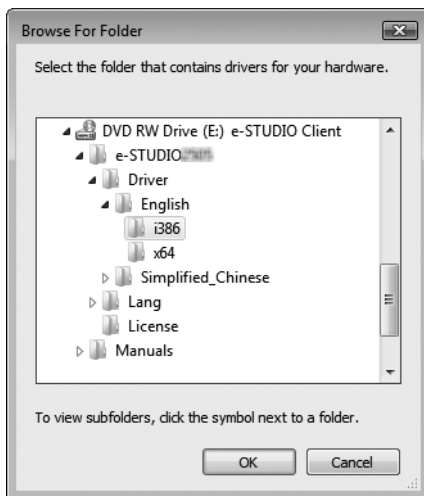 Browse For Folder
Select the folder that contains drivers for your hardware.
DVD RW Drive (E:) e-STUDIO Client
e-STUDIO
Driver
English
i386
x64
Simplified_Chinese
Lang
License
Manuals
To view subfolders, click the symbol next to a folder.
OK
Cancel